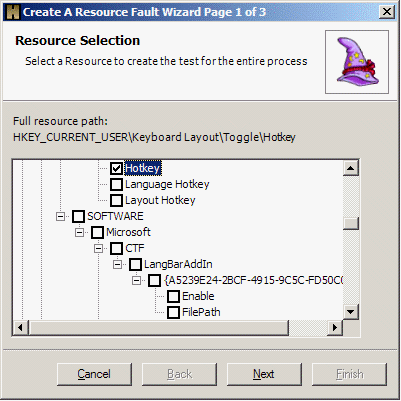 Create A Resource Fault Wizard Page 1 of 3
Resource Selection
Select a Resource to create the test for the entire process
Full resource path:
HKEY_CURRENT_USER\Keyboard Layout\Toggle\Hotkey
Hotkey
Language Hotkey
Layout Hotkey
SOFTWARE
Microsoft
CTF
LangBarAddIn
{A5239E24-2BCF-4915-9C5C-FD50C0
Enable
FilePath
Cancel
Back
Next
Finish